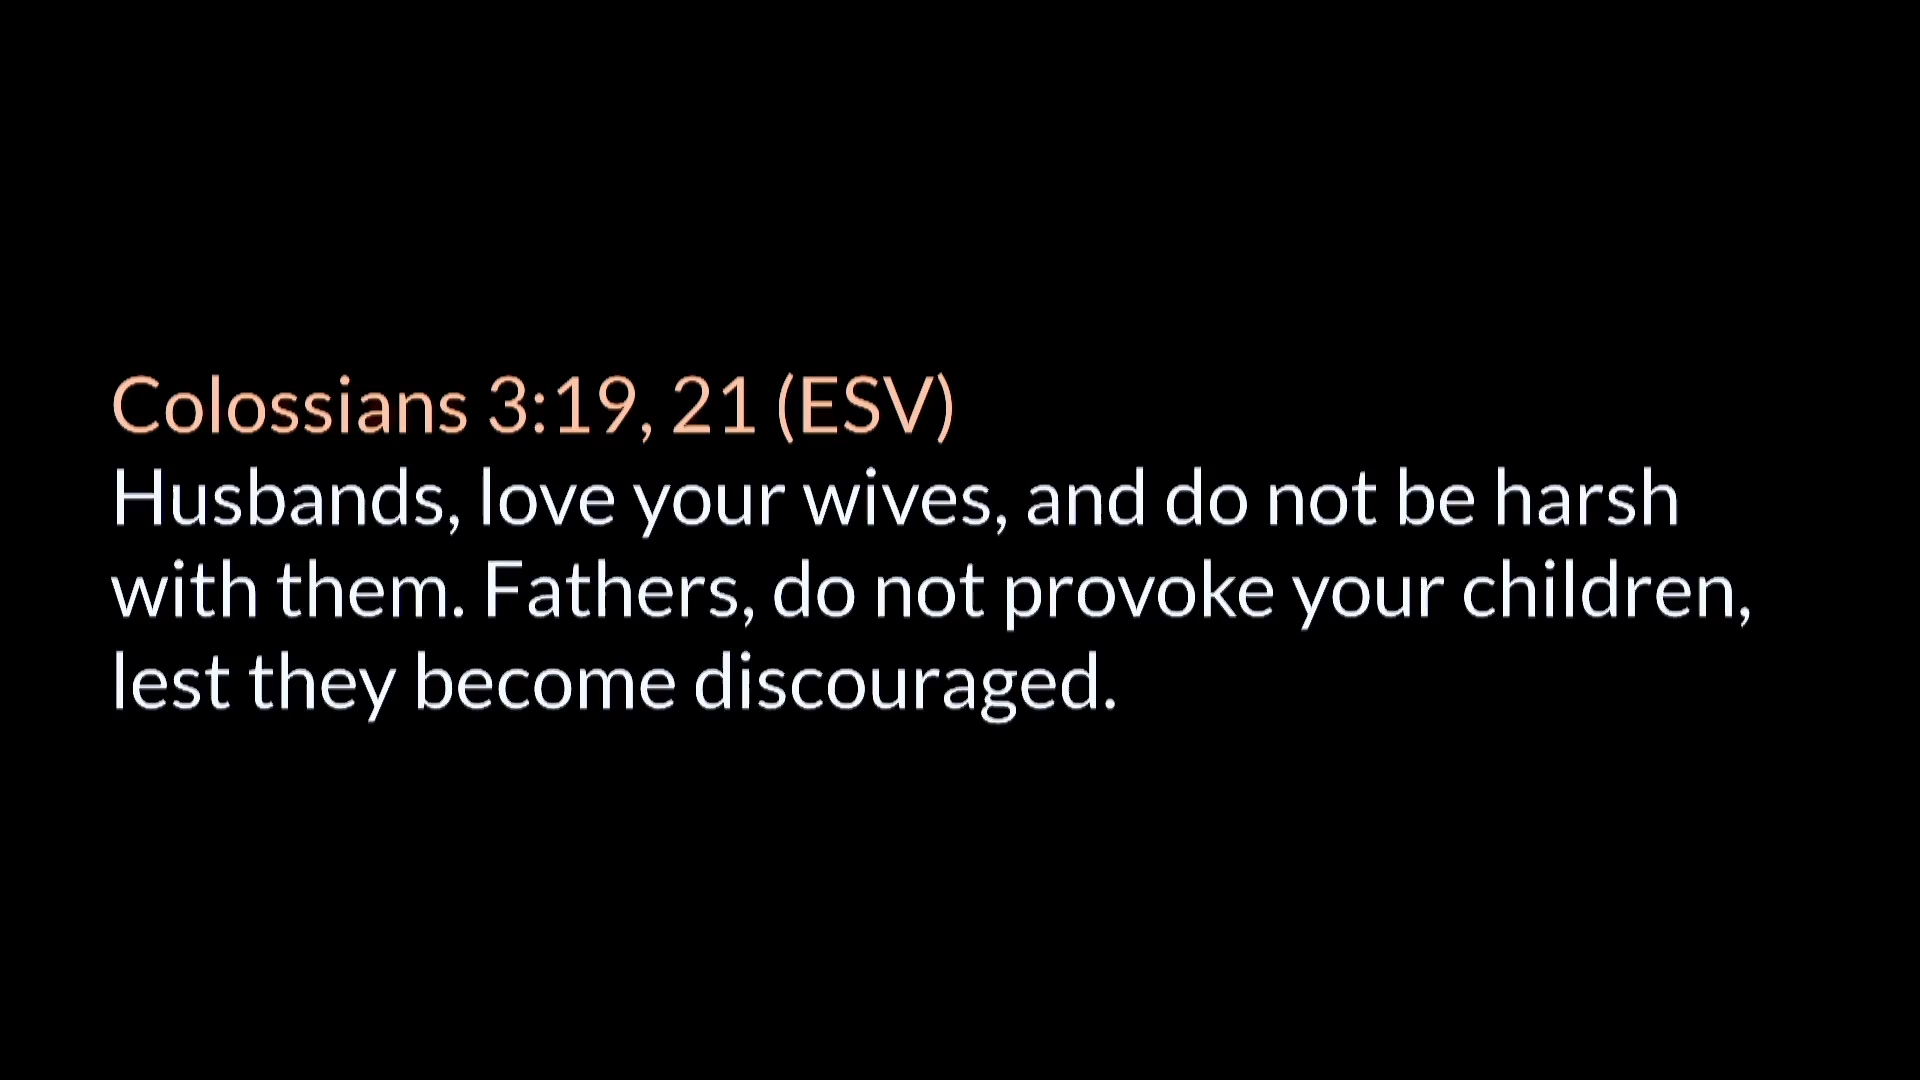 Colossians 3:19, 21 (ESV)
Husbands, love your wives, and do not be harsh
with them. Fathers, do not provoke your children,
lest they become discouraged.